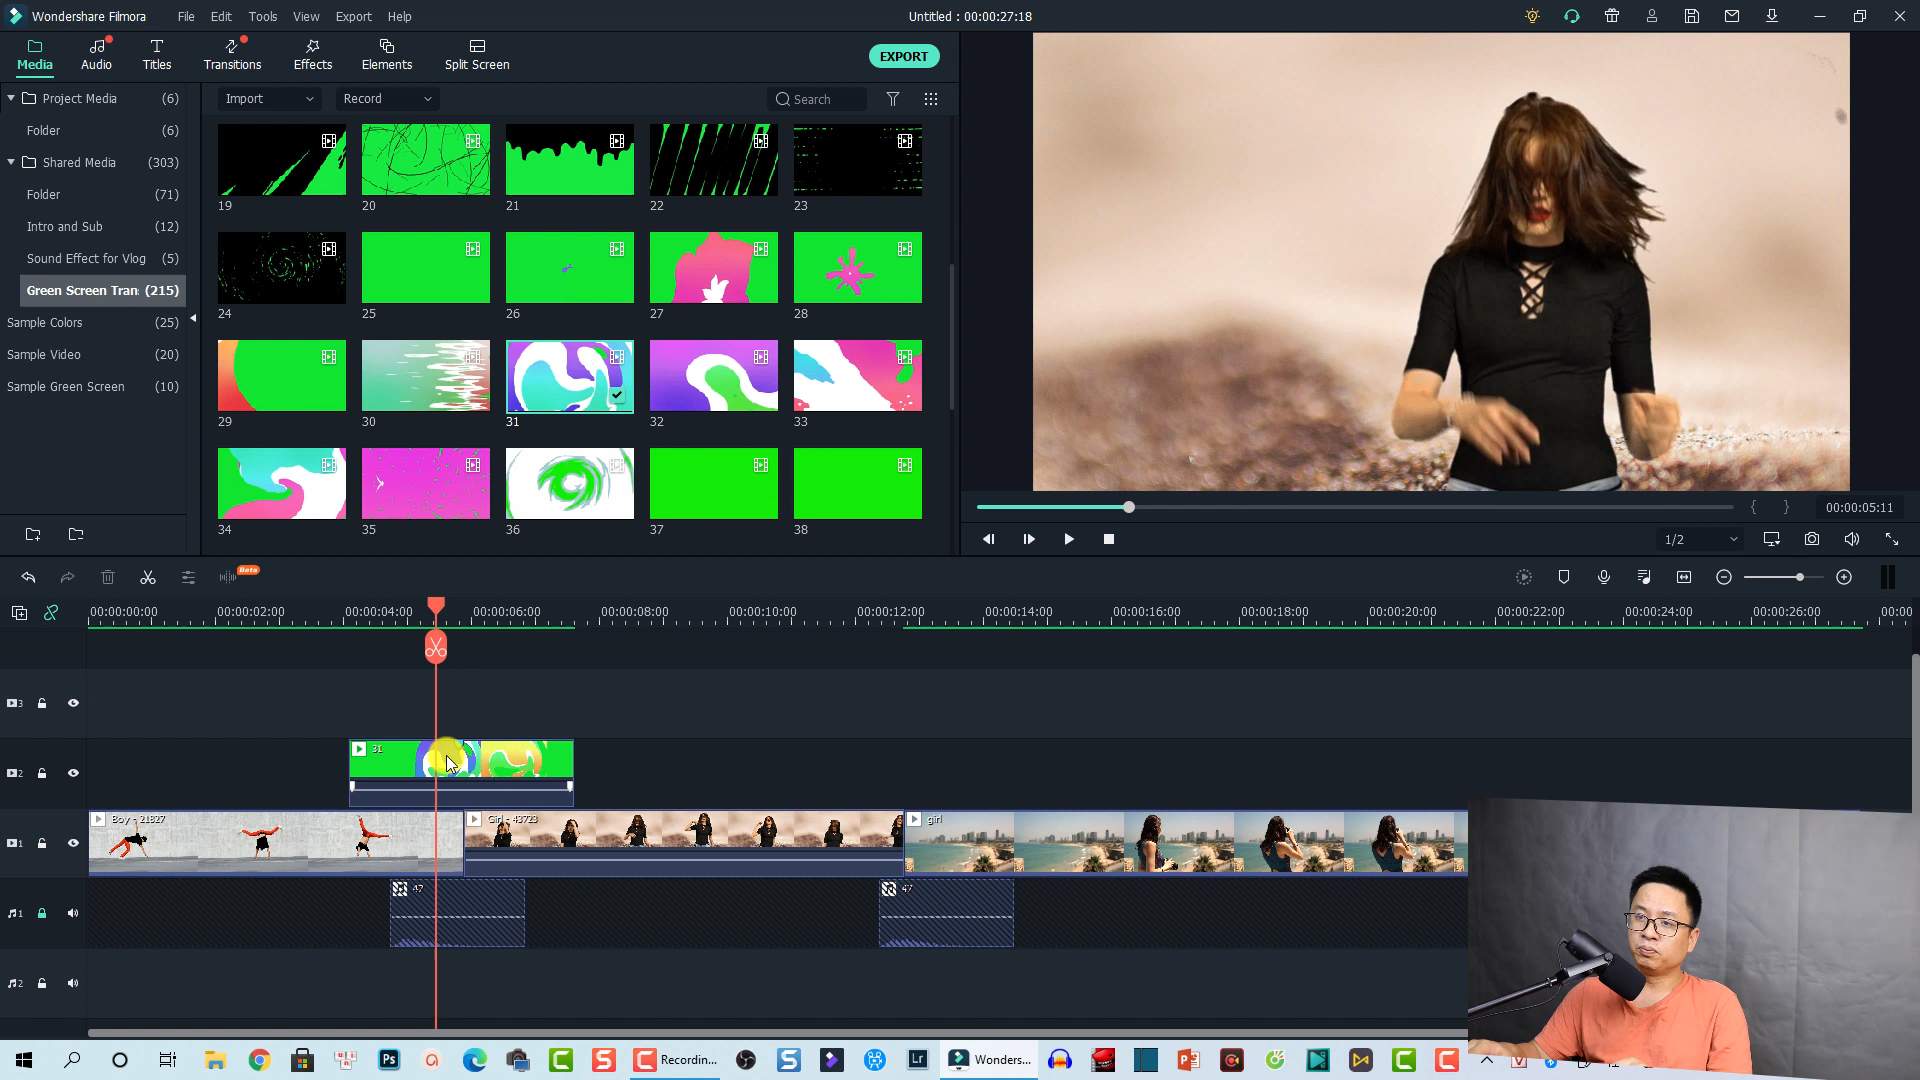 Wondershare Filmora File Edit Tools View Export Help Untitled : 00:00:27:18
Media Audio Titles Transitions Effects Elements Split Screen EXPORT
Project Media (6)
Folder (6)
Shared Media (303)
Folder (71)
Intro and Sub (12)
Sound Effect for Vlog (5)
Green Screen Tran: (215)
Sample Colors (25)
Sample Video (20)
Sample Green Screen (10)
Import Record Search
19 20 21 22 23
24 25 26 27 28
29 30 31 32 33
34 35 36 37 38
00:00:05:11
1/2
Beta
00:00:00:00 00:00:02:00 00:00:04:00 00:00:06:00 00:00:08:00 00:00:10:00 00:00:12:00 00:00:14:00 00:00:16:00 00:00:18:00 00:00:20:00 00:00:22:00 00:00:24:00 00:00:26:00 00:00
3
2 31
1 Boy - 21827 Girl - 43723 girl
1 47 47
2
Ps Recordin... Lr Wonders...